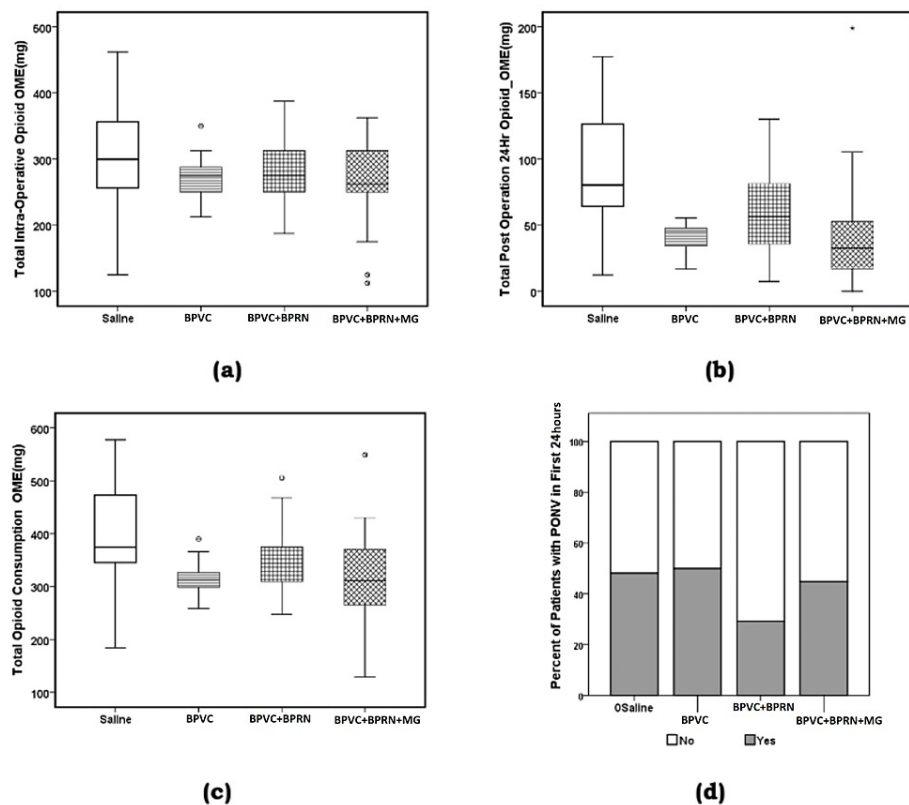 (a)
Total Intra-Operative Opioid OME(mg)
500
400
300
200
100
Saline
BPVC
BPVC+BPRN
BPVC+BPRN+MG
(b)
Total Post Operation 24Hr Opioid_OME(mg)
200
150
100
50
0
Saline
BPVC
BPVC+BPRN
BPVC+BPRN+MG
(c)
Total Opioid Consumption OME(mg)
600
500
400
300
200
100
Saline
BPVC
BPVC+BPRN
BPVC+BPRN+MG
(d)
Percent of Patients with PONV in First 24hours
100
80
60
40
20
0
0Saline
BPVC
BPVC+BPRN
BPVC+BPRN+MG
No
Yes